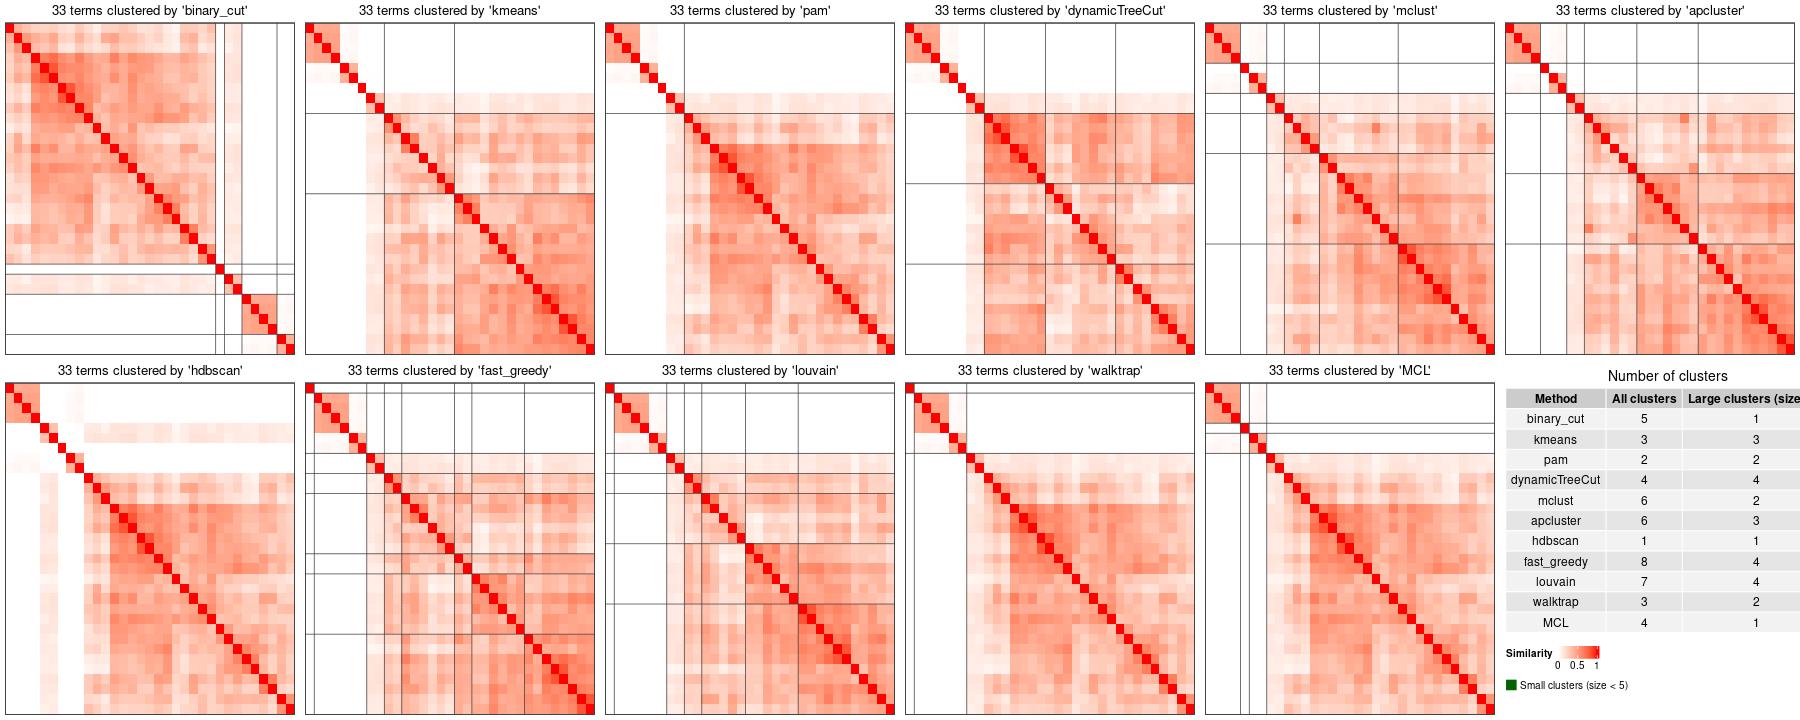 33 terms clustered by 'binary_cut'
33 terms clustered by 'kmeans'
33 terms clustered by 'pam'
33 terms clustered by 'dynamicTreeCut'
33 terms clustered by 'mclust'
33 terms clustered by 'apcluster'
33 terms clustered by 'hdbscan'
33 terms clustered by 'fast_greedy'
33 terms clustered by 'louvain'
33 terms clustered by 'walktrap'
33 terms clustered by 'MCL'
Number of clusters
Method All clusters Large clusters (size
binary_cut 5 1
kmeans 3 3
pam 2 2
dynamicTreeCut 4 4
mclust 6 2
apcluster 6 3
hdbscan 1 1
fast_greedy 8 4
louvain 7 4
walktrap 3 2
MCL 4 1
Similarity
0 0.5 1
Small clusters (size < 5)